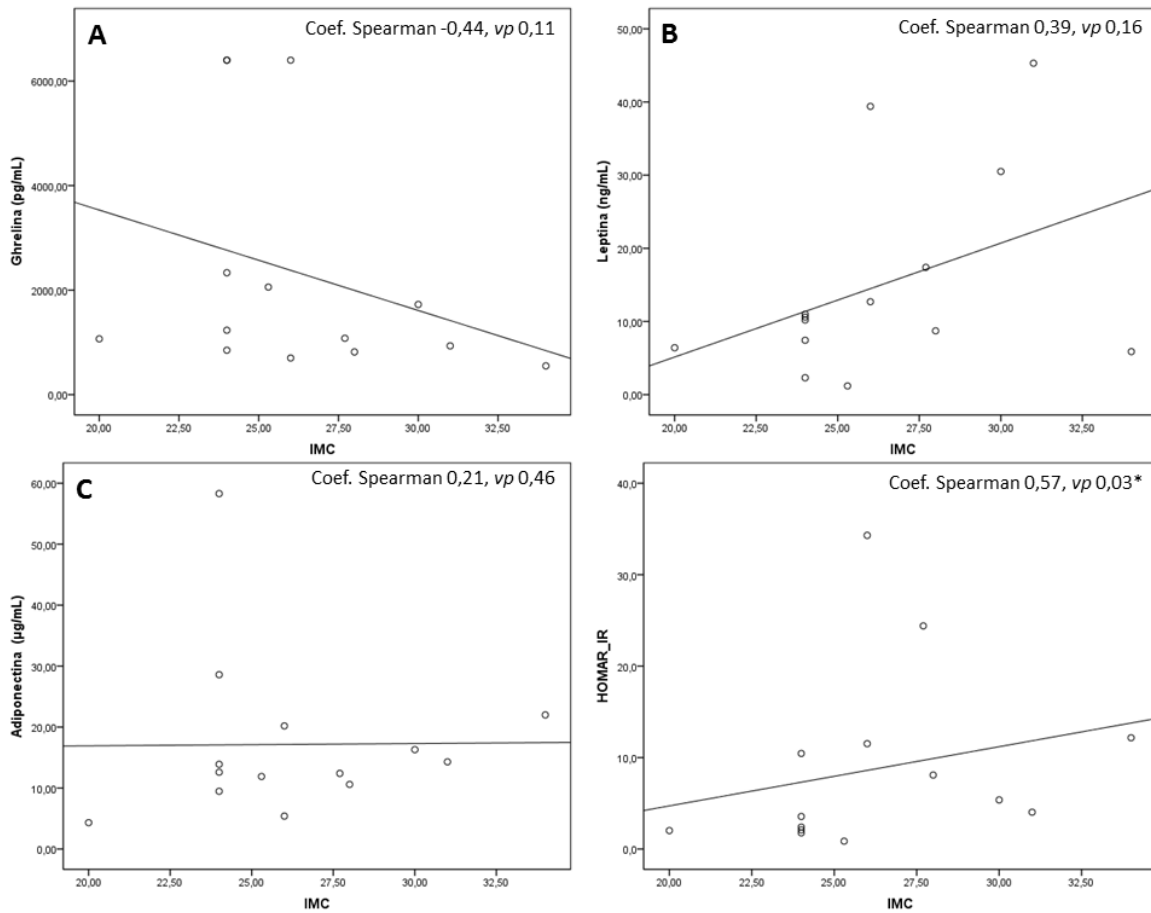 A
Coef. Spearman -0,44, vp 0,11
6000,00
4000,00
2000,00
0,00
Ghrelina (pg/mL)
20,00 22,50 25,00 27,50 30,00 32,50
IMC
B
Coef. Spearman 0,39, vp 0,16
50,00
40,00
30,00
20,00
10,00
0,00
Leptina (ng/mL)
20,00 22,50 25,00 27,50 30,00 32,50
IMC
C
Coef. Spearman 0,21, vp 0,46
60,00
50,00
40,00
30,00
20,00
10,00
0,00
Adiponectina (µg/mL)
20,00 22,50 25,00 27,50 30,00 32,50
IMC
Coef. Spearman 0,57, vp 0,03*
40,0
30,0
20,0
10,0
0,0
HOMAR_IR
20,00 22,50 25,00 27,50 30,00 32,50
IMC